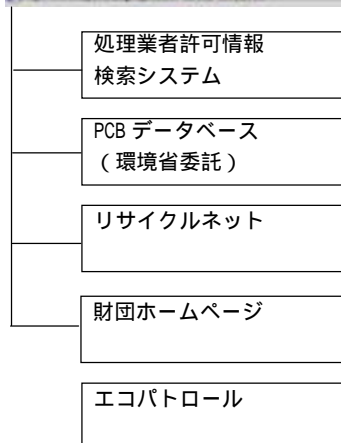 処理業者許可情報
検索システム
PCB データベース
（環境省委託）
リサイクルネット
財団ホームページ
エコパトロール